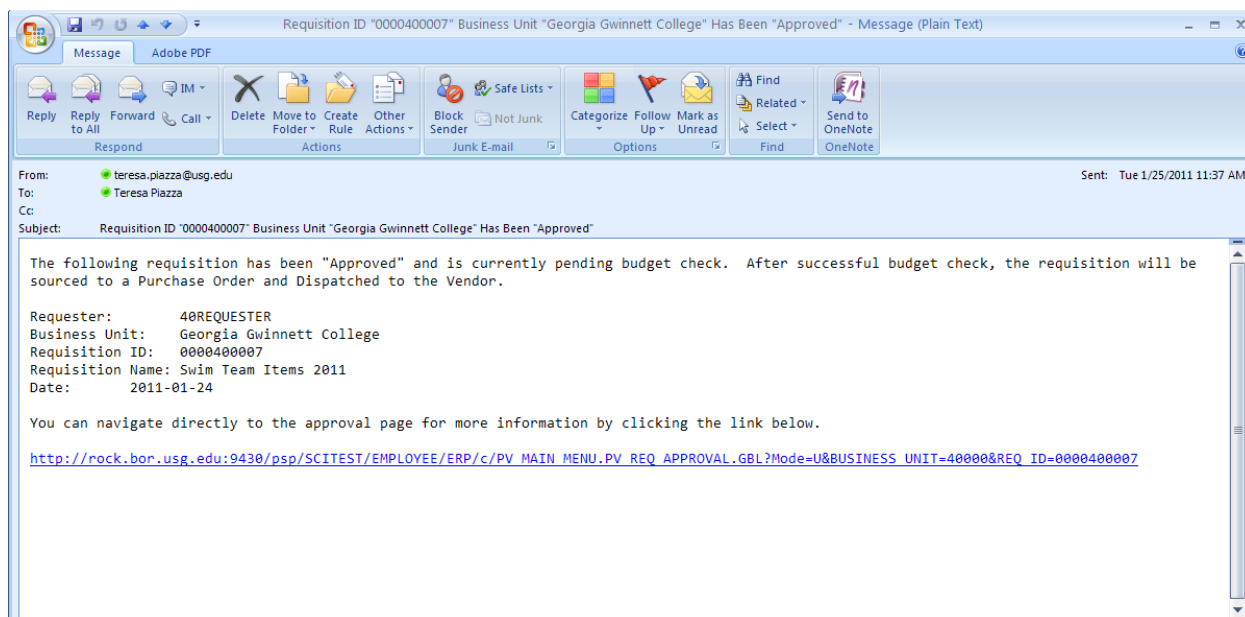 Requisition ID "0000400007" Business Unit "Georgia Gwinnett College" Has Been "Approved" - Message (Plain Text)
Message Adobe PDF
Reply Reply to All Forward IM Call
Respond
Delete Move to Folder Create Rule Other Actions
Actions
Block Sender Safe Lists Not Junk
Junk E-mail
Categorize Follow Up Mark as Unread
Options
Find Related Select
Find
Send to OneNote
OneNote
From: teresa.piazza@usg.edu Sent: Tue 1/25/2011 11:37 AM
To: Teresa Piazza
Cc:
Subject: Requisition ID "0000400007" Business Unit "Georgia Gwinnett College" Has Been "Approved"
The following requisition has been "Approved" and is currently pending budget check.  After successful budget check, the requisition will be
sourced to a Purchase Order and Dispatched to the Vendor.
Requester: 40REQUESTER
Business Unit: Georgia Gwinnett College
Requisition ID: 0000400007
Requisition Name: Swim Team Items 2011
Date: 2011-01-24
You can navigate directly to the approval page for more information by clicking the link below.
http://rock.bor.usg.edu:9430/psp/SCITEST/EMPLOYEE/ERP/c/PV_MAIN_MENU.PV_REQ_APPROVAL.GBL?Mode=U&BUSINESS_UNIT=40000&REQ_ID=0000400007